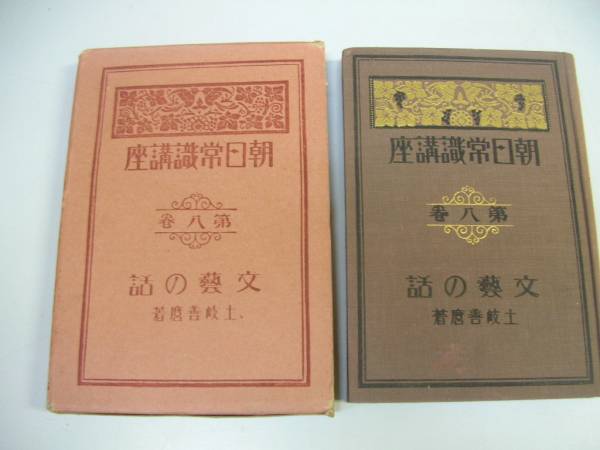 朝日常識講座
第八卷
文藝の話
土岐善麿著
朝日常識講座
第八卷
文藝の話
土岐善麿著